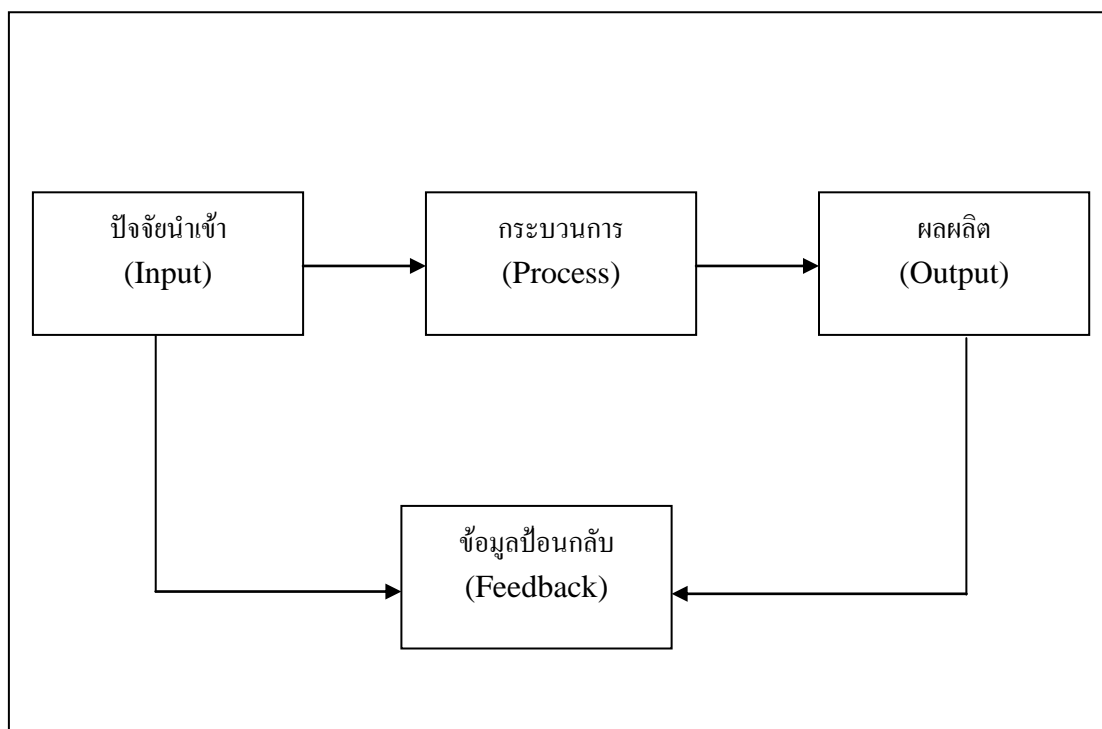 ปัจจัยนำเข้า
(Input)
กระบวนการ
(Process)
ผลผลิต
(Output)
ข้อมูลป้อนกลับ
(Feedback)